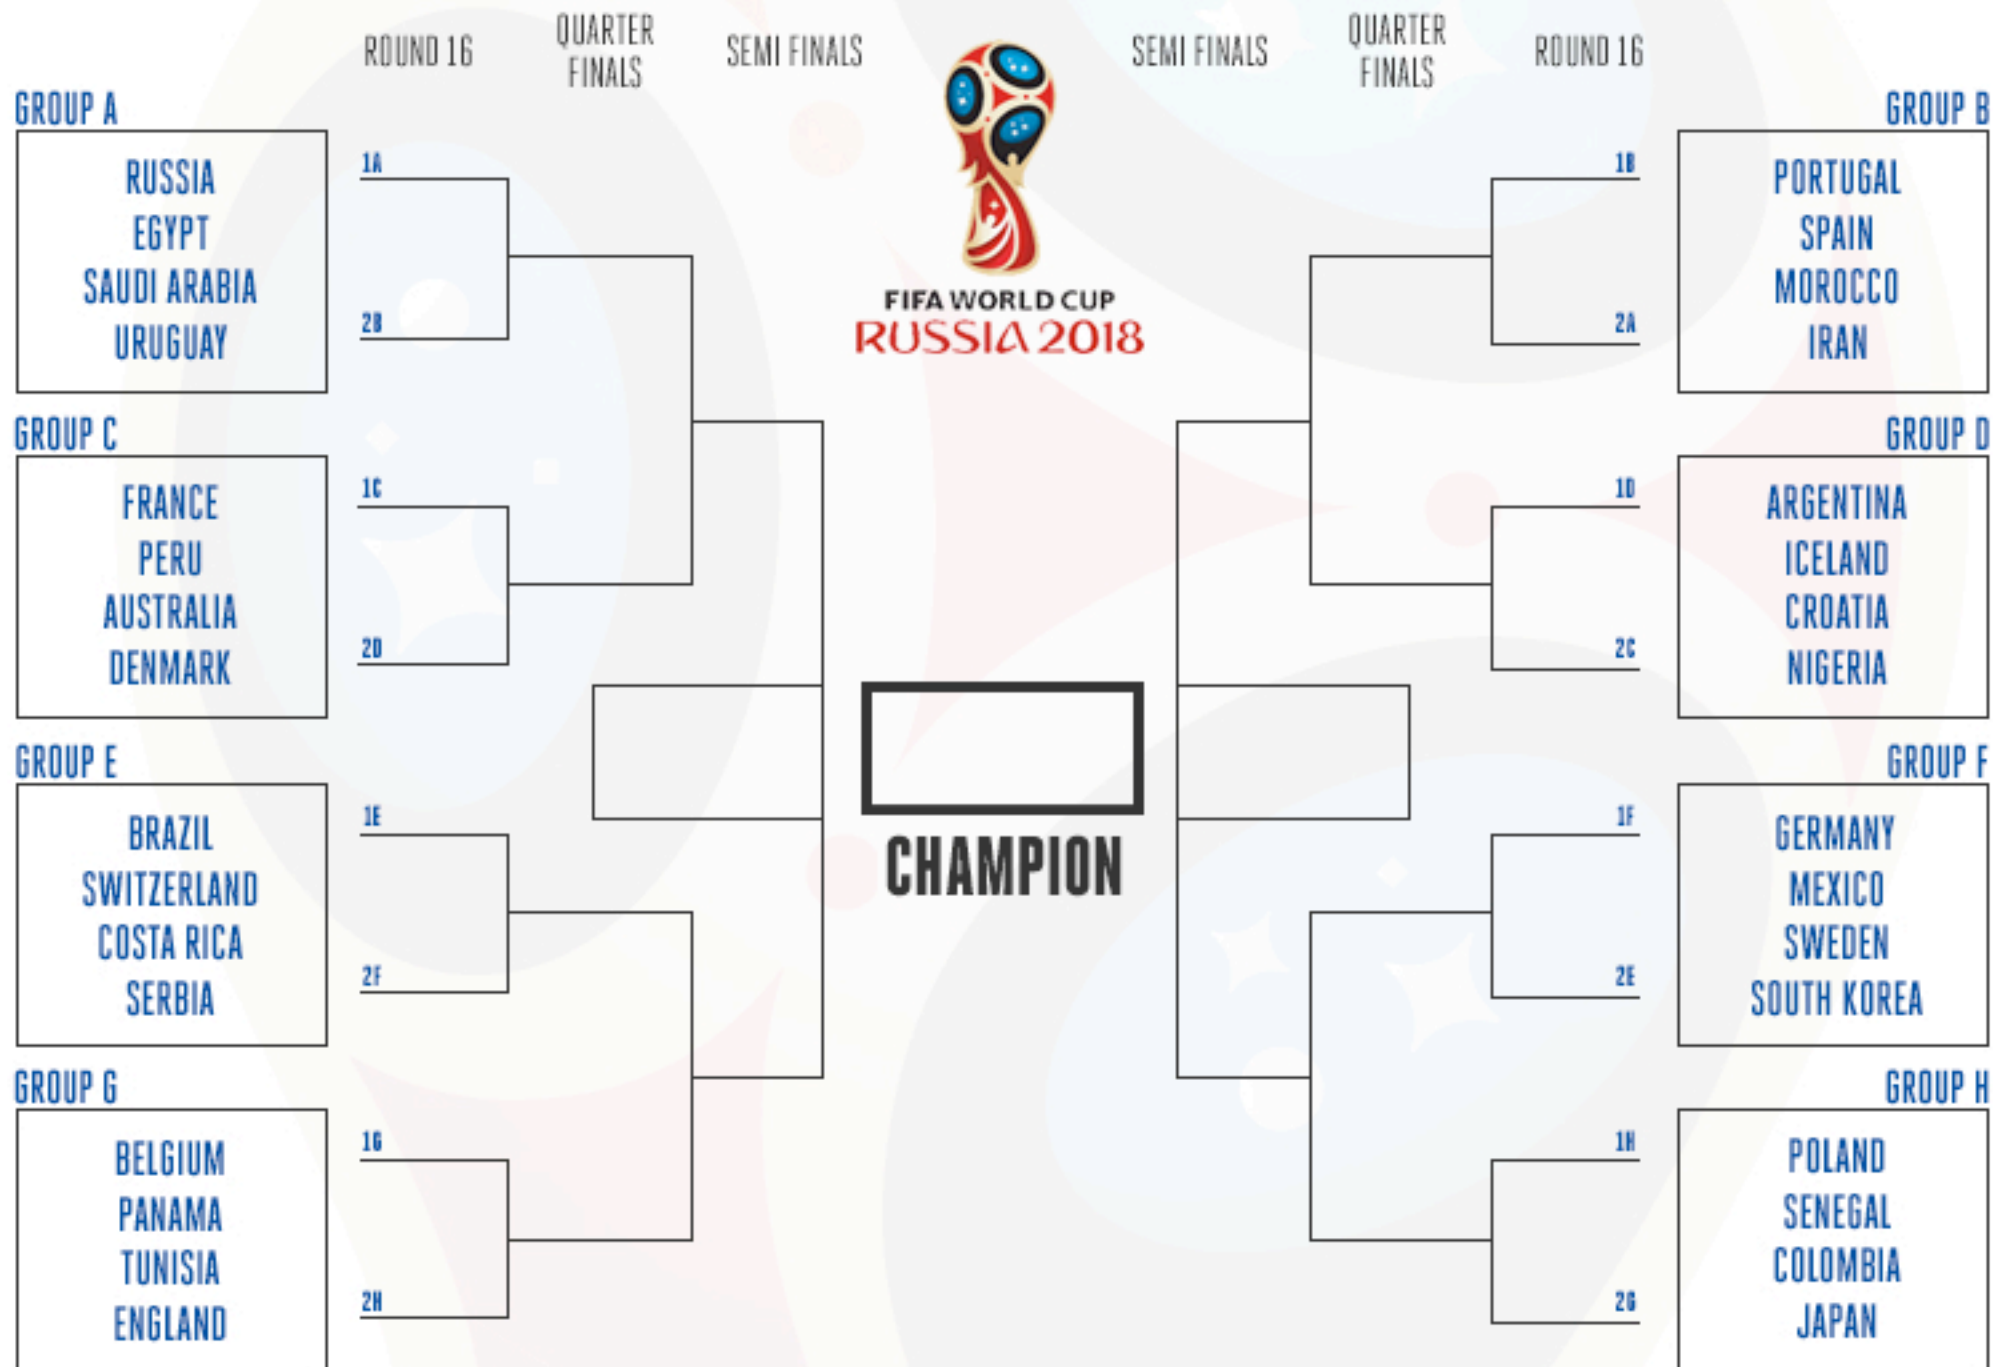 ROUND 16
QUARTER
FINALS
SEMI FINALS
SEMI FINALS
QUARTER
FINALS
ROUND 16
FIFA WORLD CUP
RUSSIA 2018
GROUP A
RUSSIA
EGYPT
SAUDI ARABIA
URUGUAY
1A
2B
GROUP C
FRANCE
PERU
AUSTRALIA
DENMARK
1C
2D
GROUP E
BRAZIL
SWITZERLAND
COSTA RICA
SERBIA
1E
2F
GROUP G
BELGIUM
PANAMA
TUNISIA
ENGLAND
1G
2H
CHAMPION
GROUP B
1B
PORTUGAL
SPAIN
MOROCCO
IRAN
2A
GROUP D
1D
ARGENTINA
ICELAND
CROATIA
NIGERIA
2C
GROUP F
1F
GERMANY
MEXICO
SWEDEN
SOUTH KOREA
2E
GROUP H
1H
POLAND
SENEGAL
COLOMBIA
JAPAN
2G